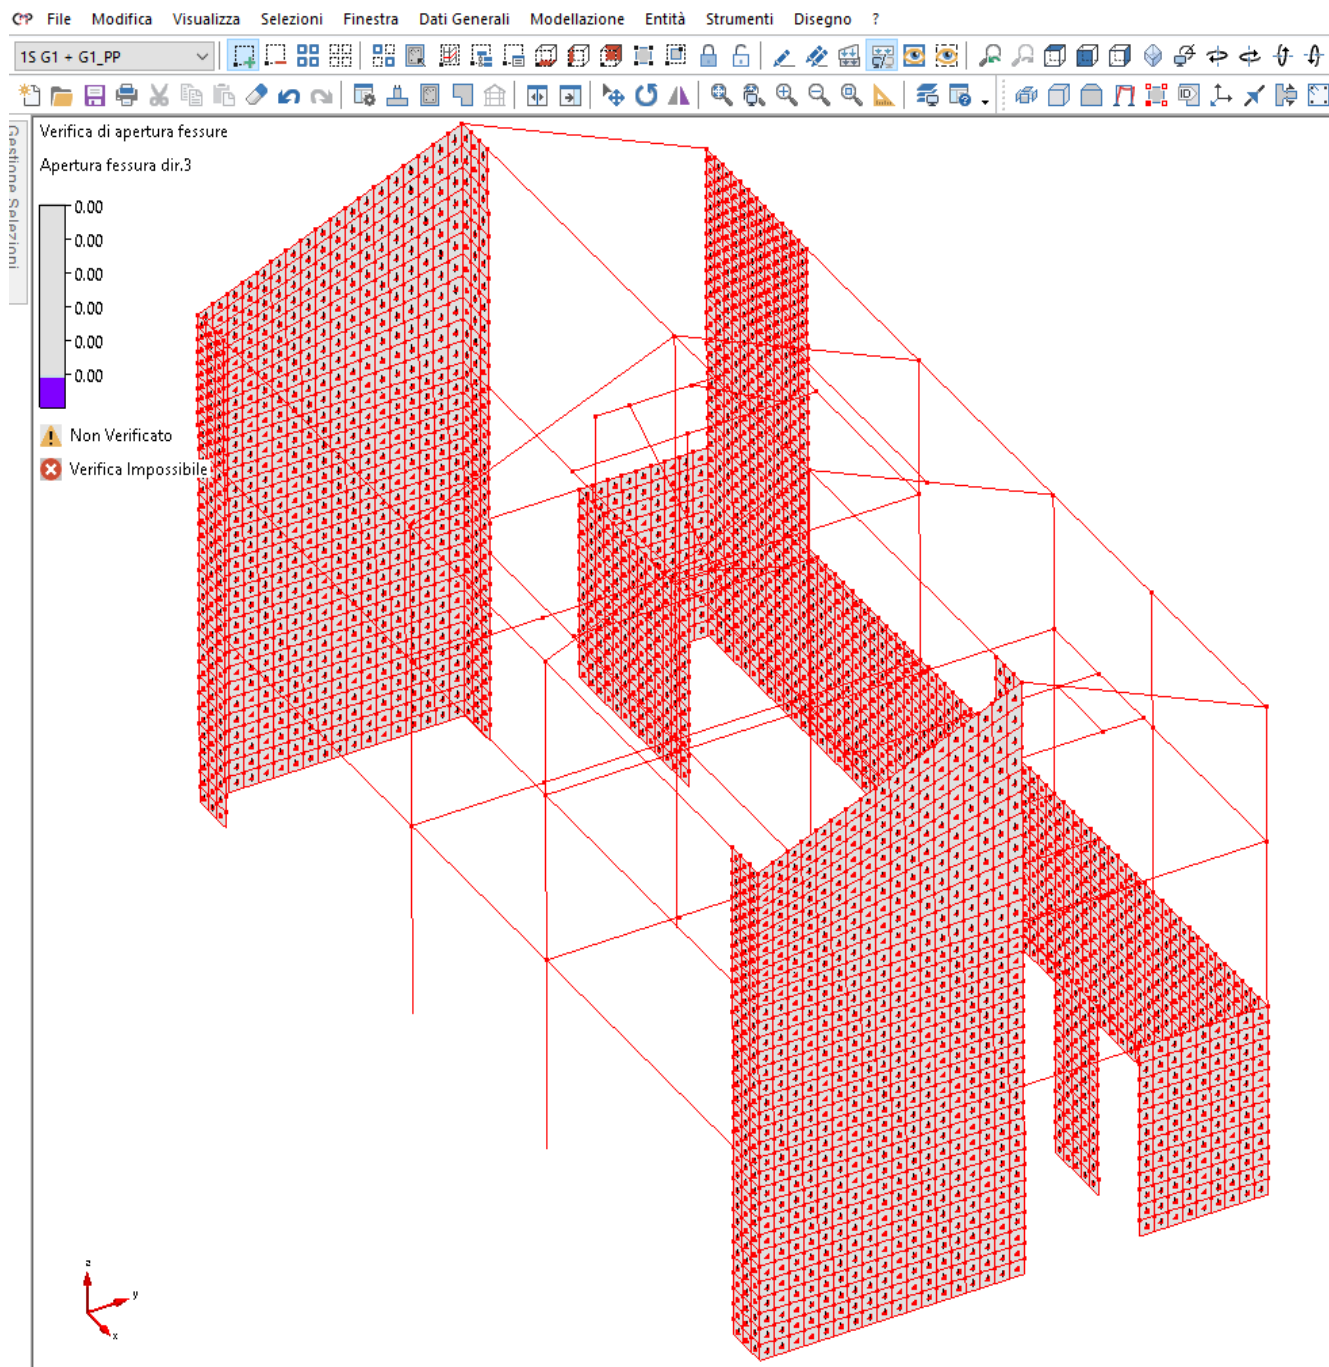 File Modifica Visualizza Selezioni Finestra Dati Generali Modellazione Entità Strumenti Disegno ?
1S G1 + G1_PP
Gestione Selezioni
Verifica di apertura fessure
Apertura fessura dir.3
0.00
0.00
0.00
0.00
0.00
0.00
Non Verificato
Verifica Impossibile
z
y
x